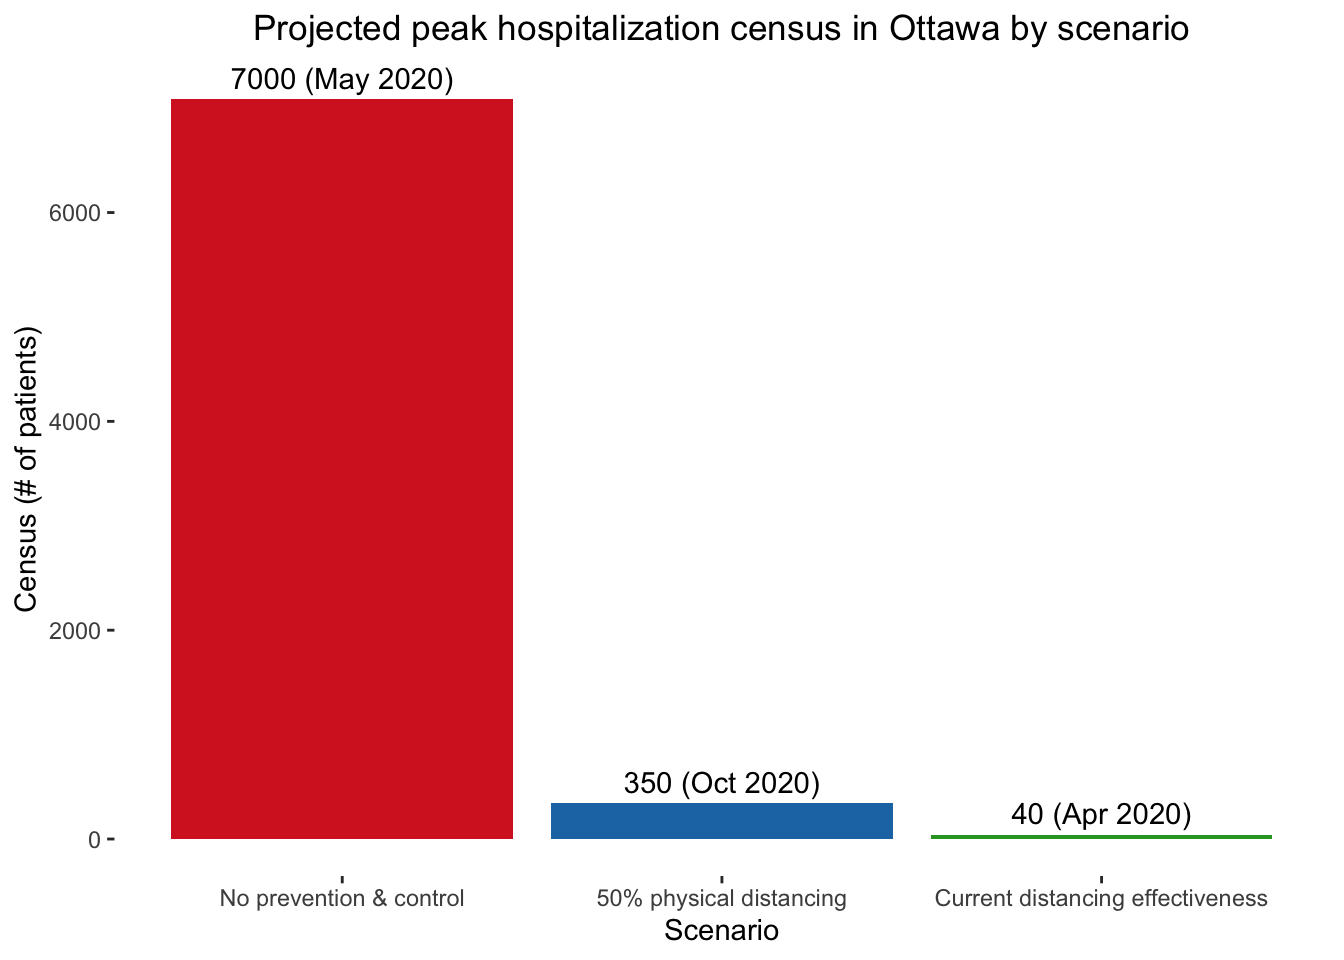 Projected peak hospitalization census in Ottawa by scenario
7000 (May 2020)
6000
4000
2000
0
Census (# of patients)
350 (Oct 2020)
40 (Apr 2020)
No prevention & control
50% physical distancing
Current distancing effectiveness
Scenario